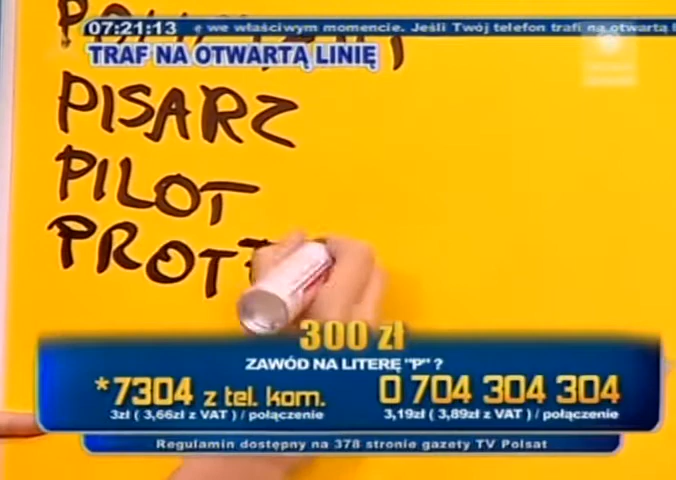 07:21:13 ę we właściwym momencie. Jeśli Twój telefon trafi na otwartą
TRAF NA OTWARTĄ LINIĘ
PISARZ
PILOT
PROT
300 zł
ZAWÓD NA LITERĘ "P" ?
*7304 z tel. kom. 0 704 304 304
3zł ( 3,66zł z VAT ) / połączenie 3,19zł ( 3,89zł z VAT ) / połączenie
Regulamin dostępny na 378 stronie gazety TV Polsat